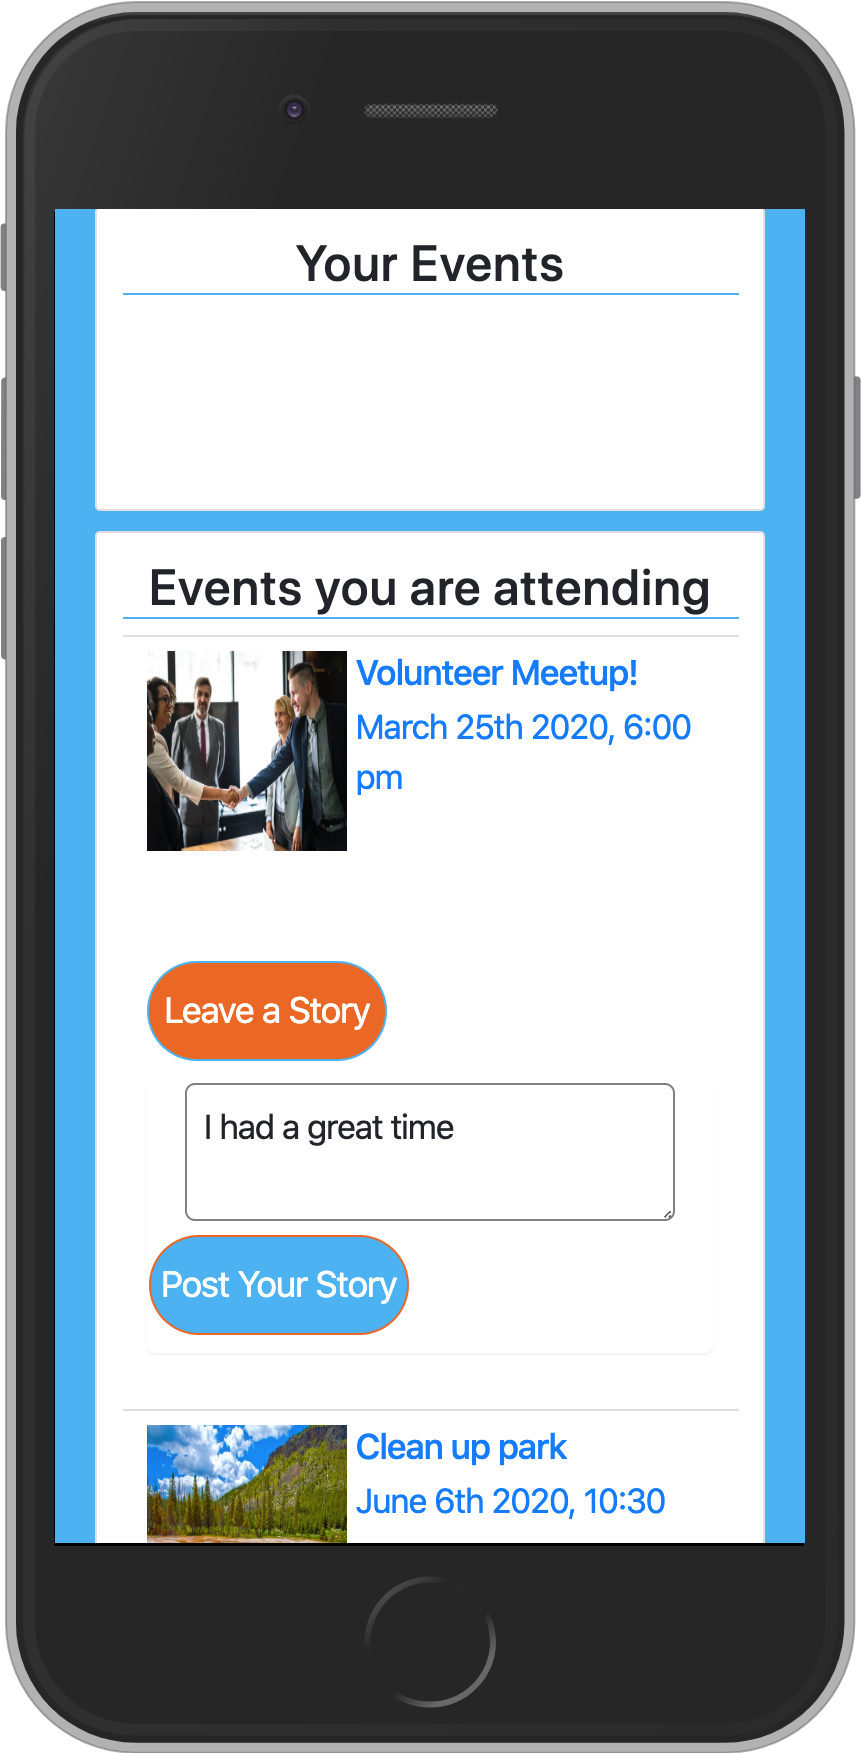 Your Events
Events you are attending
Volunteer Meetup!
March 25th 2020, 6:00
pm
Leave a Story
I had a great time
Post Your Story
Clean up park
June 6th 2020, 10:30